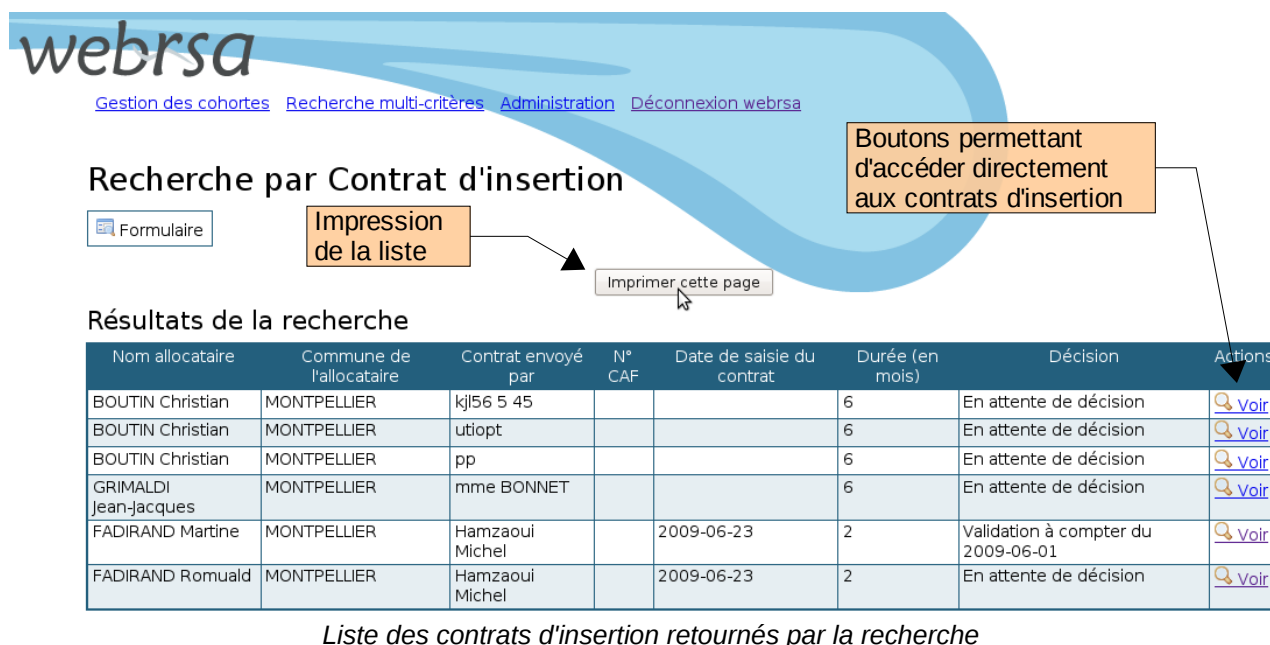 webrsa
Gestion des cohortes Recherche multi-critères Administration Déconnexion webrsa
Boutons permettant
d'accéder directement
aux contrats d'insertion
Recherche par Contrat d'insertion
Formulaire
Impression
de la liste
Imprimer cette page
Résultats de la recherche
Nom allocataire Commune de l'allocataire Contrat envoyé par N° CAF Date de saisie du contrat Durée (en mois) Décision Actions
BOUTIN Christian MONTPELLIER kjl56 5 45 6 En attente de décision Voir
BOUTIN Christian MONTPELLIER utiopt 6 En attente de décision Voir
BOUTIN Christian MONTPELLIER pp 6 En attente de décision Voir
GRIMALDI Jean-Jacques MONTPELLIER mme BONNET 6 En attente de décision Voir
FADIRAND Martine MONTPELLIER Hamzaoui Michel 2009-06-23 2 Validation à compter du 2009-06-01 Voir
FADIRAND Romuald MONTPELLIER Hamzaoui Michel 2009-06-23 2 En attente de décision Voir
Liste des contrats d'insertion retournés par la recherche